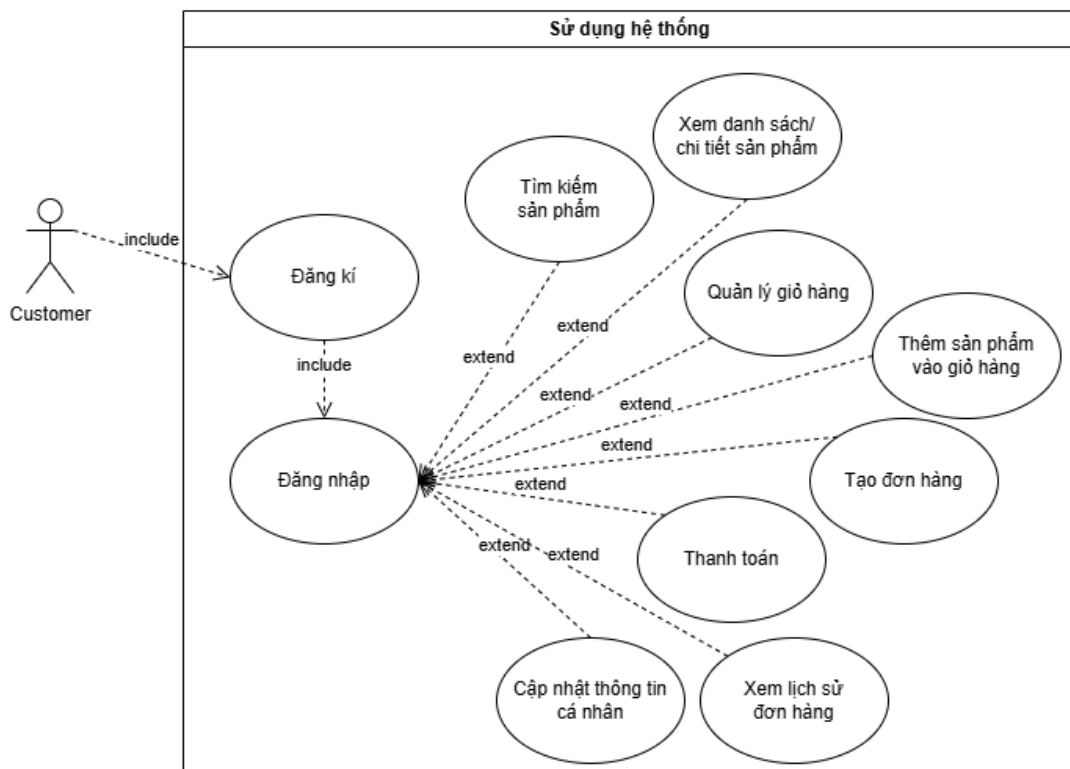 Sử dụng hệ thống
Xem danh sách/
chi tiết sản phẩm
Tìm kiếm
sản phẩm
include
Đăng kí
Customer
Quản lý giỏ hàng
extend
Thêm sản phẩm
vào giỏ hàng
extend
include
extend
extend
extend
Đăng nhập
Tạo đơn hàng
extend
extend
extend
Thanh toán
Cập nhật thông tin
cá nhân
Xem lịch sử
đơn hàng